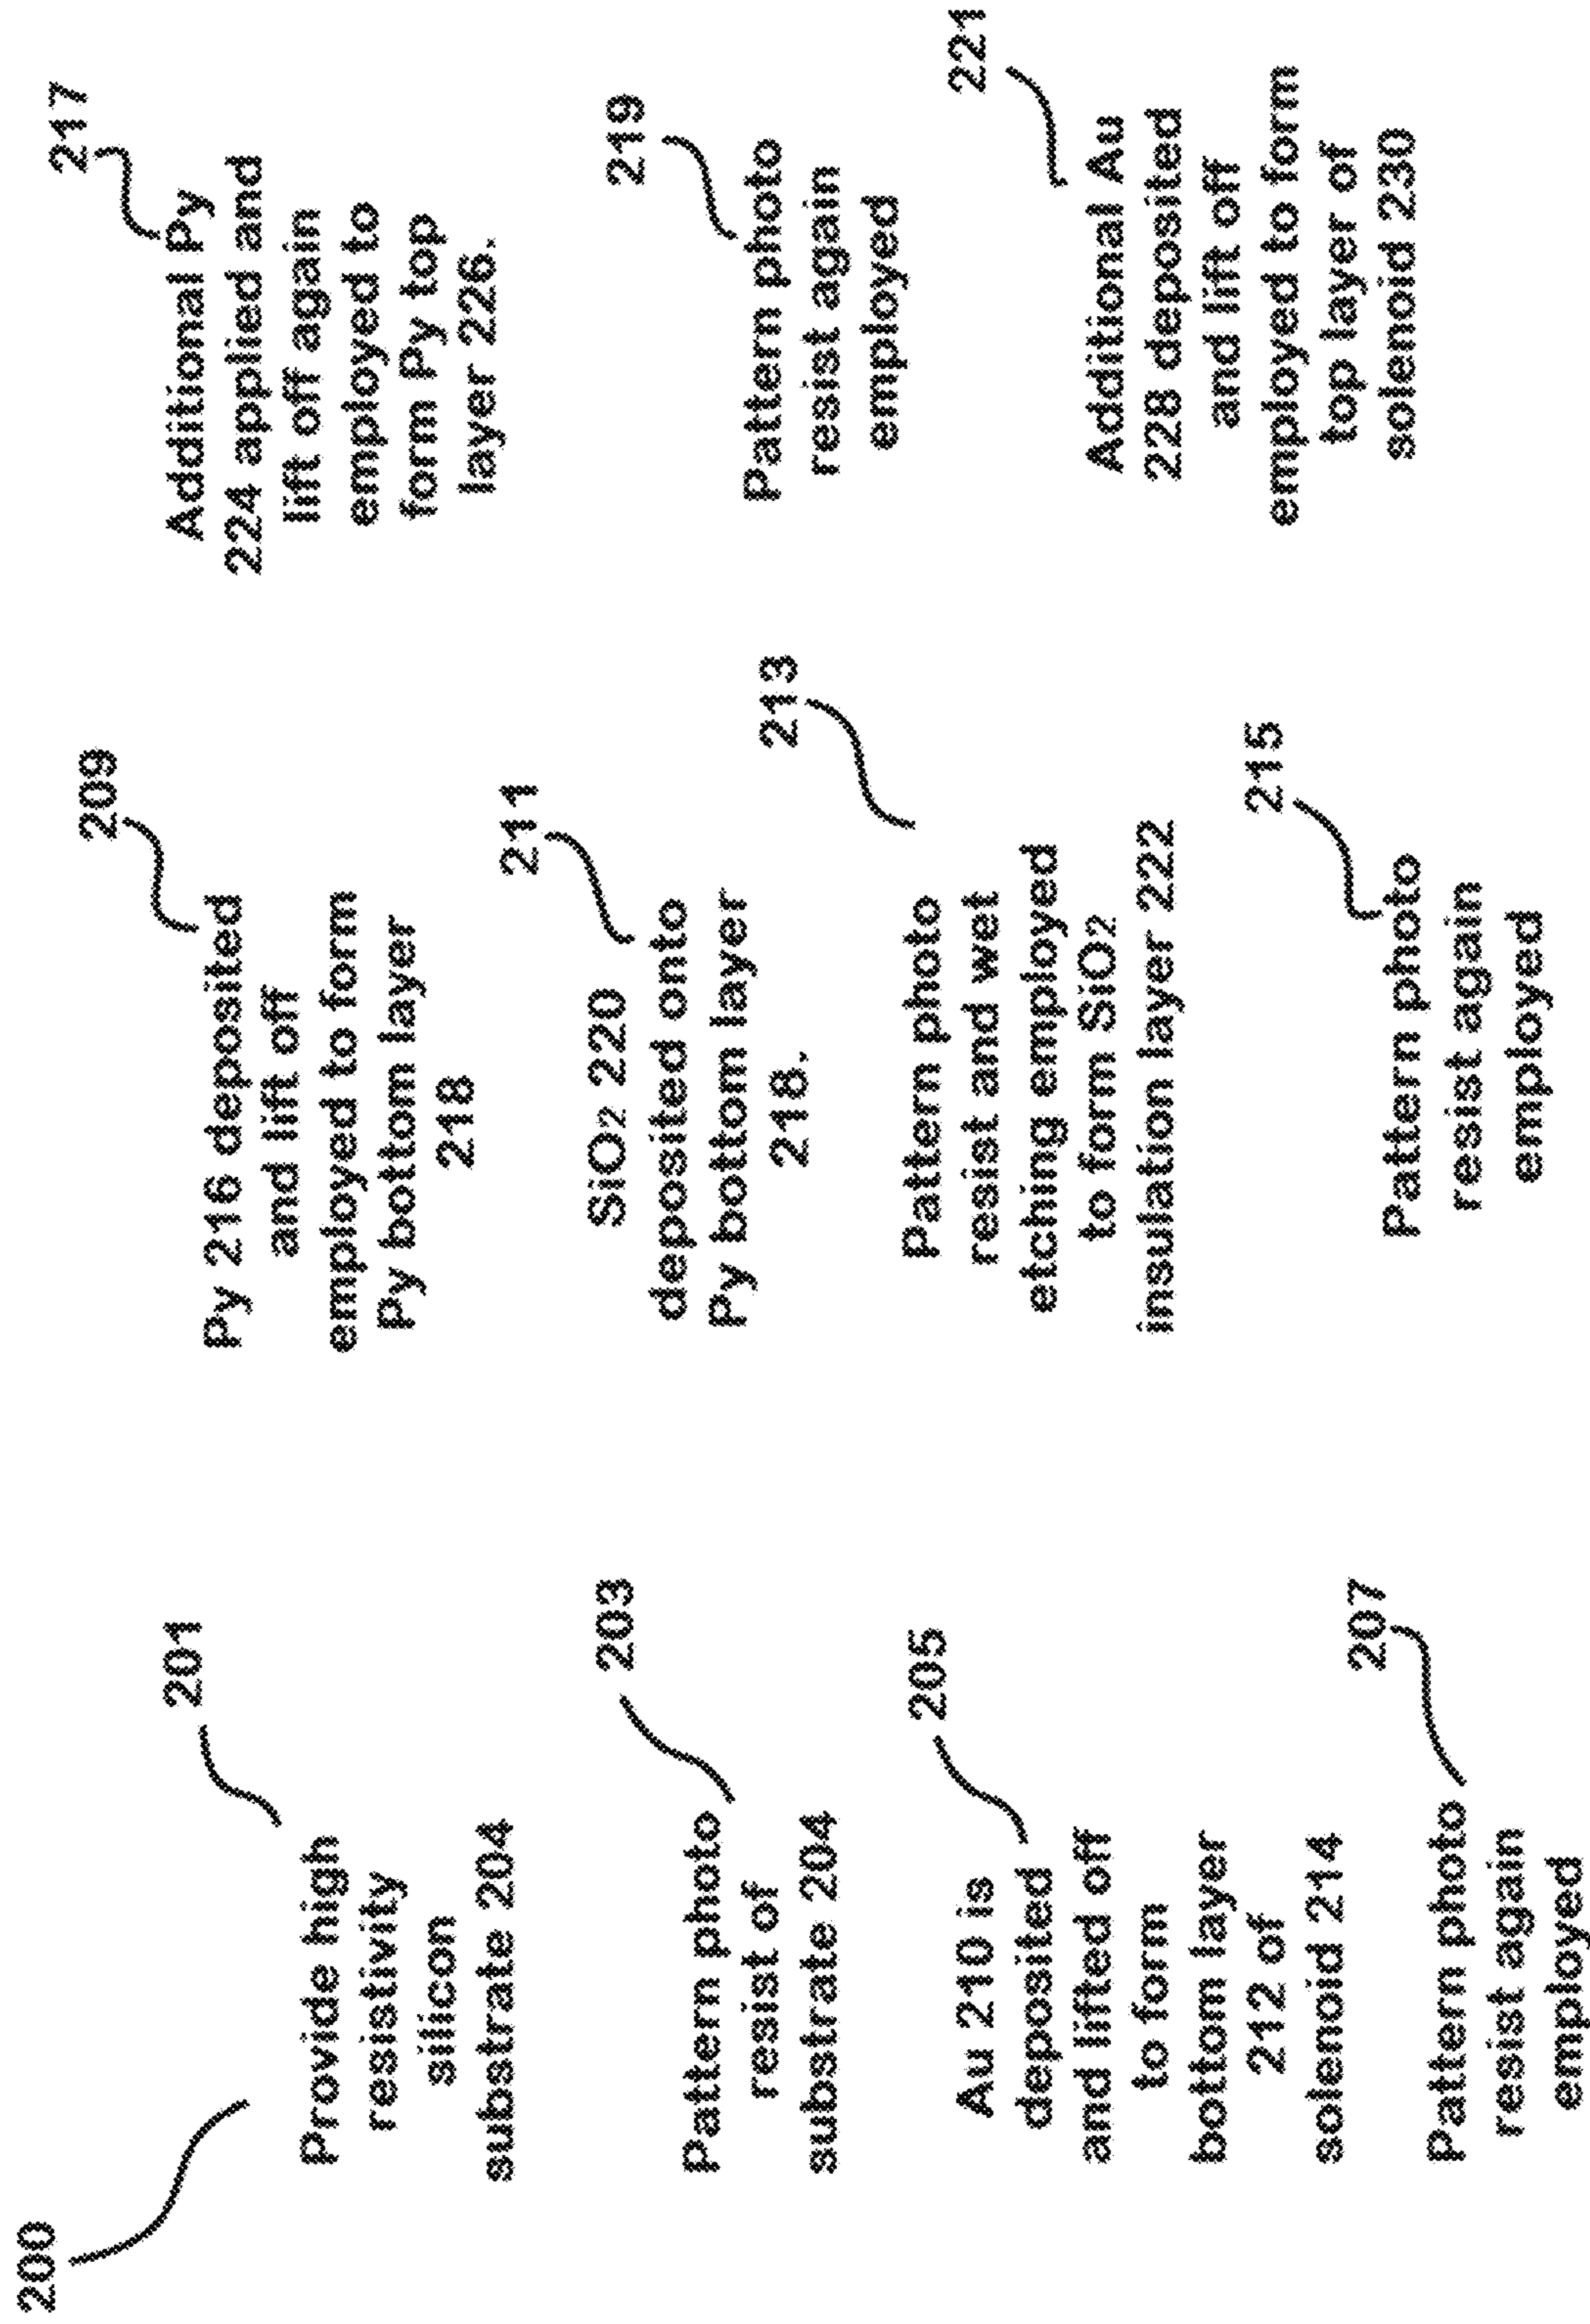 200
201
Provide high
resistivity
silicon
substrate 204
203
Pattern photo
resist of
substrate 204
205
Au 210 is
deposited
and lifted off
to form
bottom layer
212 of
solenoid 214
207
Pattern photo
resist again
employed
209
Py 216 deposited
and lift off
employed to form
Py bottom layer
218
211
SiO₂ 220
deposited onto
Py bottom layer
218.
213
Pattern photo
resist and wet
etching employed
to form SiO₂
insulation layer 222
215
Pattern photo
resist again
employed
217
Additional Py
224 applied and
lift off again
employed to
form Py top
layer 226.
219
Pattern photo
resist again
employed
221
Additional Au
228 deposited
and lift off
employed to form
top layer of
solenoid 230